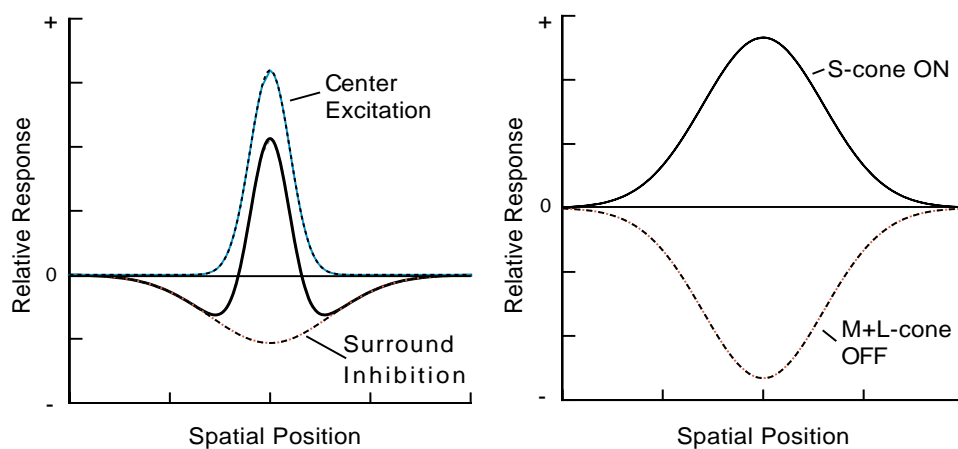 +
Relative Response
Center
Excitation
0
Surround
Inhibition
-
Spatial Position
+
Relative Response
S-cone ON
0
M+L-cone
OFF
-
Spatial Position